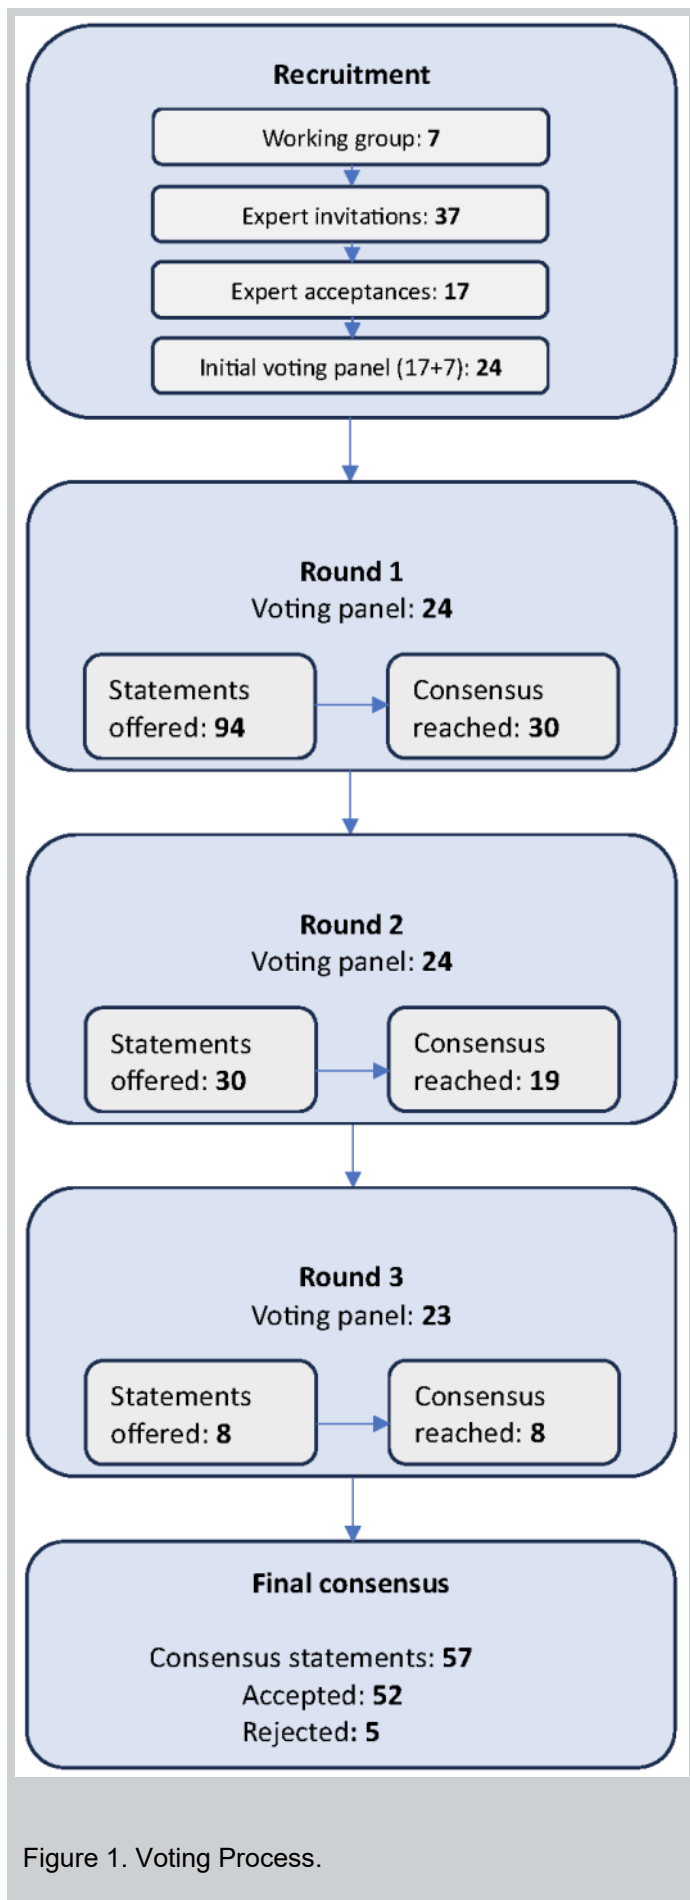 Recruitment
Working group: 7
Expert invitations: 37
Expert acceptances: 17
Initial voting panel (17+7): 24
Round 1
Voting panel: 24
Statements
offered: 94
Consensus
reached: 30
Round 2
Voting panel: 24
Statements
offered: 30
Consensus
reached: 19
Round 3
Voting panel: 23
Statements
offered: 8
Consensus
reached: 8
Final consensus
Consensus statements: 57
Accepted: 52
Rejected: 5
Figure 1. Voting Process.